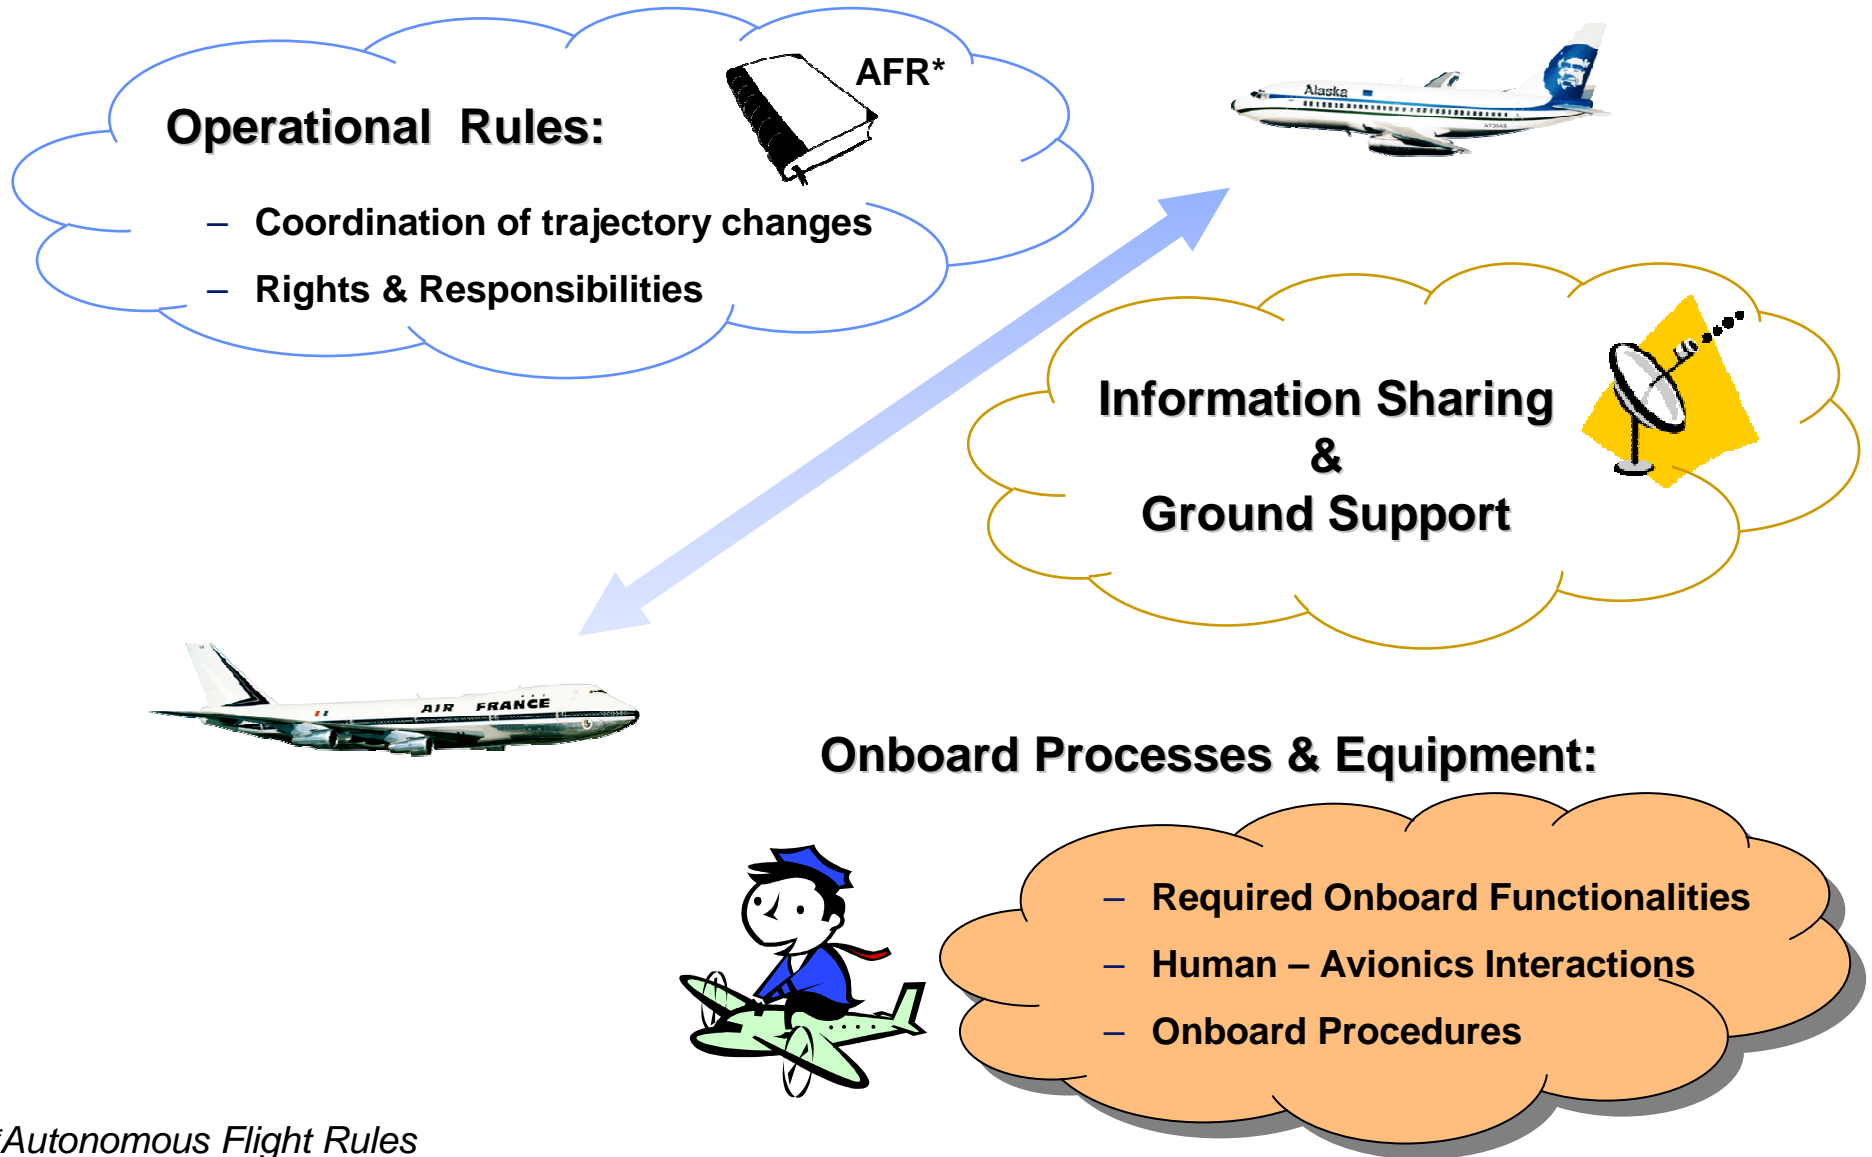 AFR*
Operational Rules:
– Coordination of trajectory changes
– Rights & Responsibilities
Alaska
Information Sharing
&
Ground Support
AIR FRANCE
Onboard Processes & Equipment:
– Required Onboard Functionalities
– Human – Avionics Interactions
– Onboard Procedures
*Autonomous Flight Rules